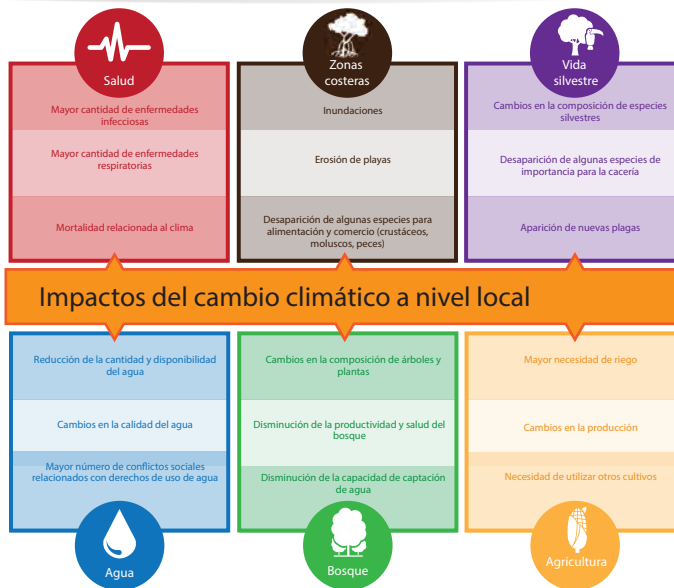 Salud
Mayor cantidad de enfermedades
infecciosas
Mayor cantidad de enfermedades
respiratorias
Mortalidad relacionada al clima
Zonas
costeras
Inundaciones
Erosión de playas
Desaparición de algunas especies para
alimentación y comercio (crustáceos,
moluscos, peces)
Vida
silvestre
Cambios en la composición de especies
silvestres
Desaparición de algunas especies de
importancia para la cacería
Aparición de nuevas plagas
Impactos del cambio climático a nivel local
Reducción de la cantidad y disponibilidad
del agua
Cambios en la calidad del agua
Mayor número de conflictos sociales
relacionados con derechos de uso de agua
Agua
Cambios en la composición de árboles y
plantas
Disminución de la productividad y salud del
bosque
Disminución de la capacidad de captación
de agua
Bosque
Mayor necesidad de riego
Cambios en la producción
Necesidad de utilizar otros cultivos
Agricultura